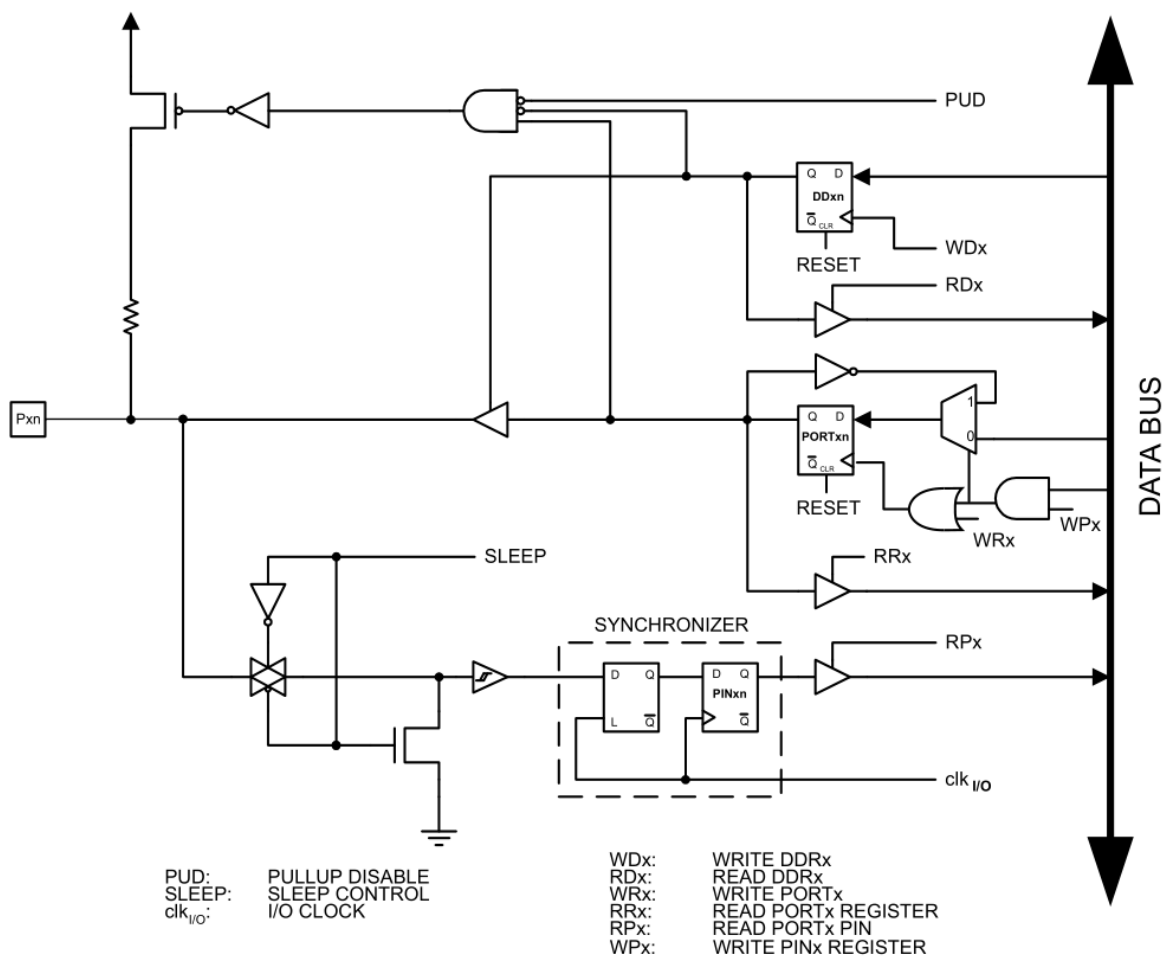 PUD
Q D
DDxn
Q CLR
WDx
RESET
RDx
Pxn
1
Q D
PORTxn
0
Q CLR
RESET
WRx
WPx
DATA BUS
SLEEP
RRx
SYNCHRONIZER
RPx
D Q
D Q
PINxn
L Q
Q
clk I/O
PUD: PULLUP DISABLE
SLEEP: SLEEP CONTROL
clkI/O: I/O CLOCK
WDx: WRITE DDRx
RDx: READ DDRx
WRx: WRITE PORTx
RRx: READ PORTx REGISTER
RPx: READ PORTx PIN
WPx: WRITE PINx REGISTER